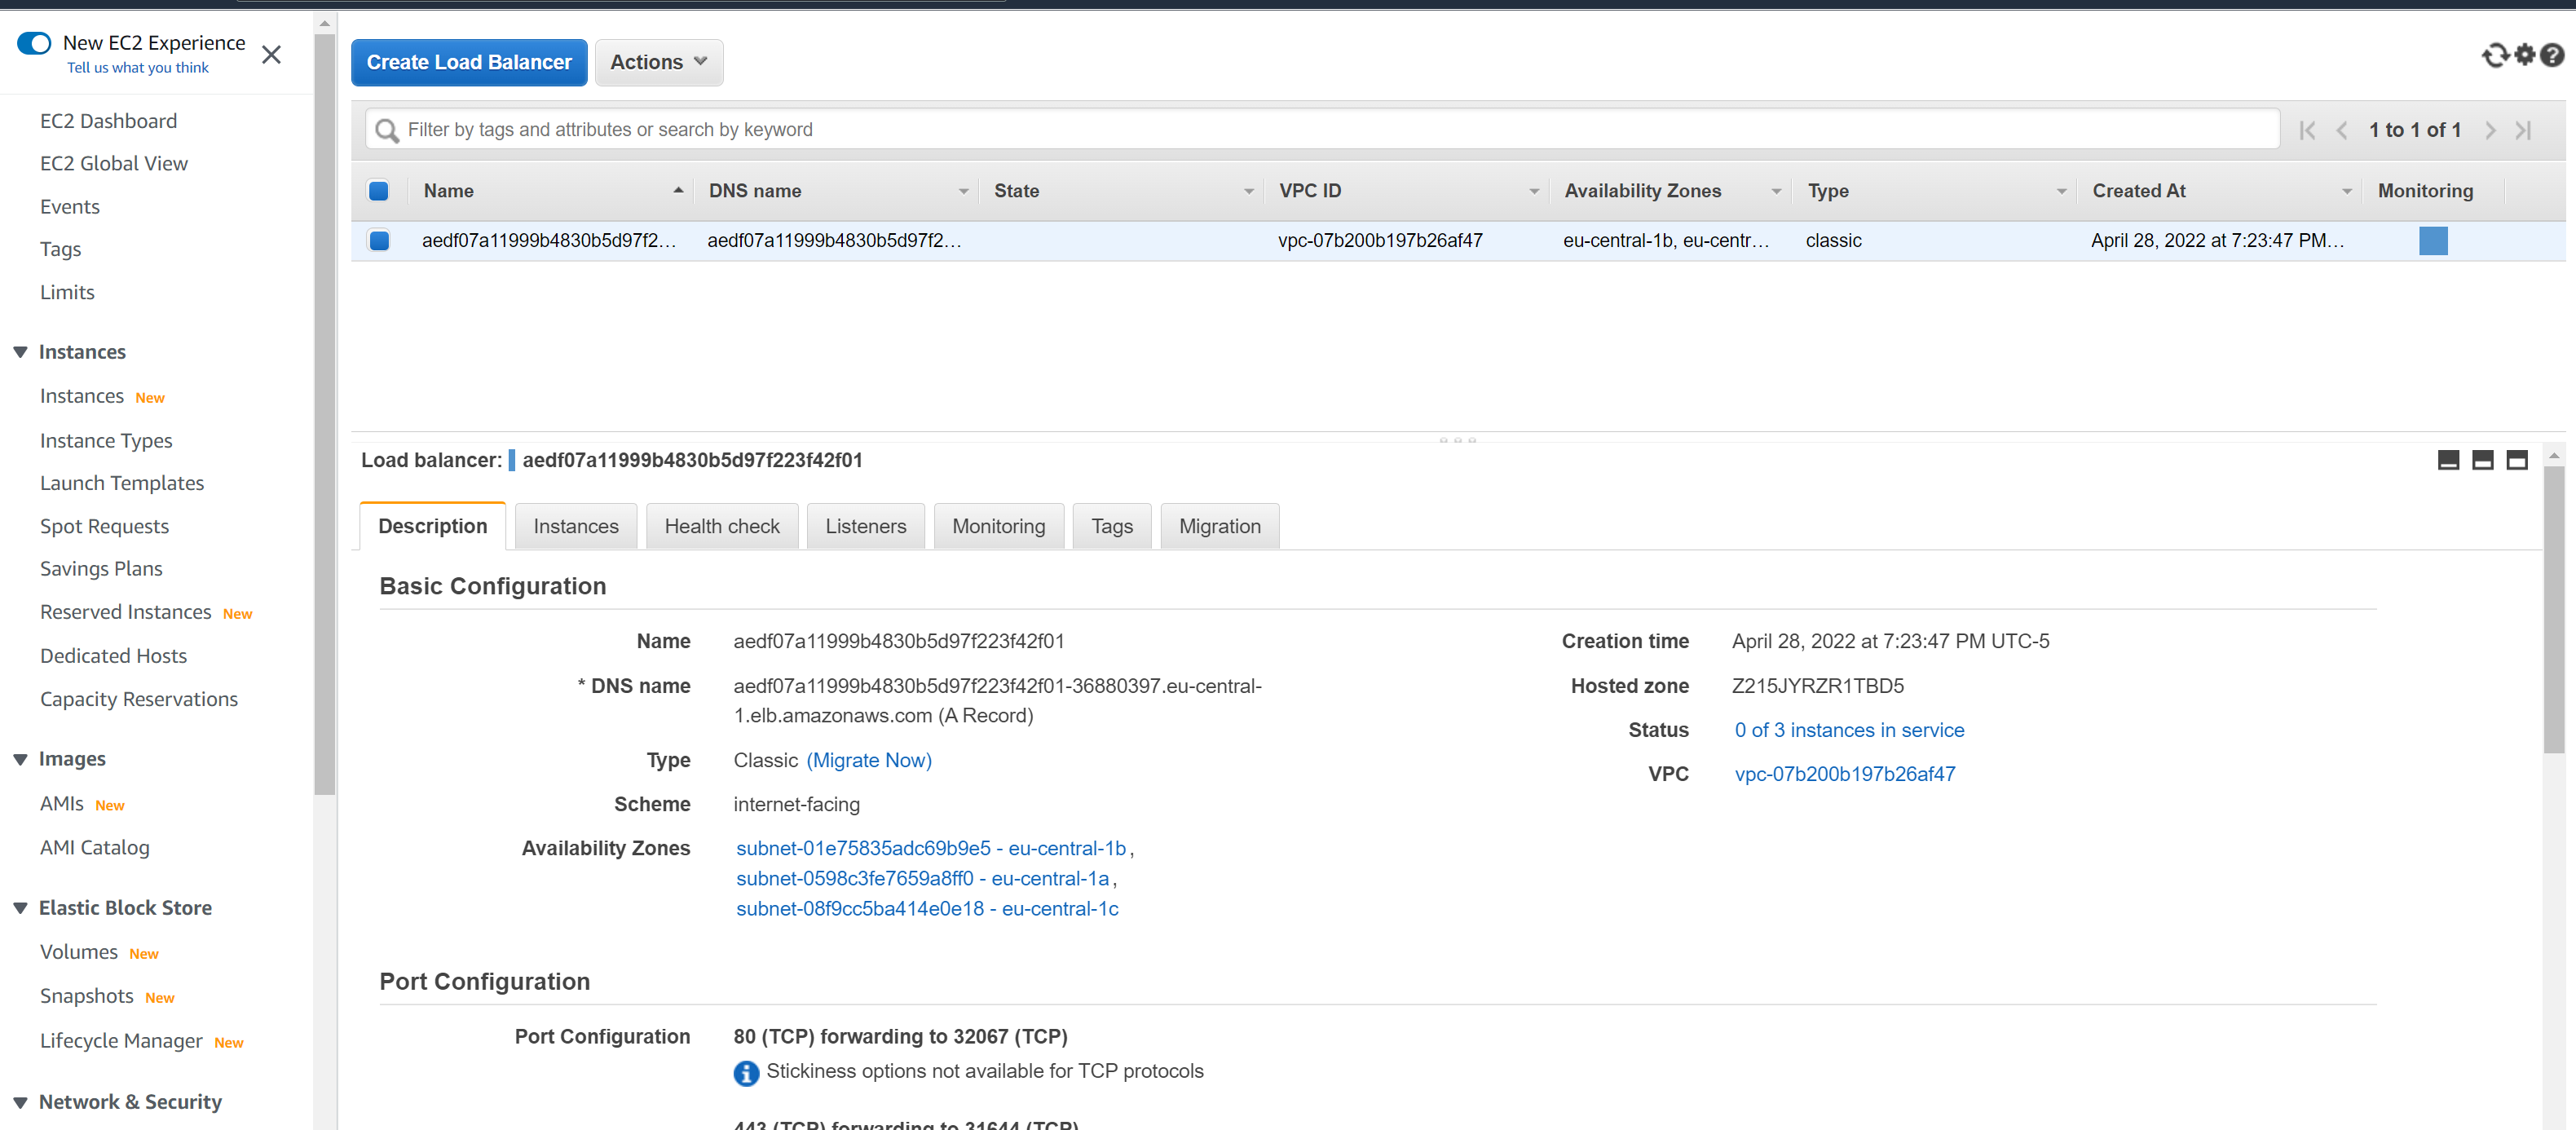 New EC2 Experience
Tell us what you think
EC2 Dashboard
EC2 Global View
Events
Tags
Limits
Instances
Instances New
Instance Types
Launch Templates
Spot Requests
Savings Plans
Reserved Instances New
Dedicated Hosts
Capacity Reservations
Images
AMIs New
AMI Catalog
Elastic Block Store
Volumes New
Snapshots New
Lifecycle Manager New
Network & Security
Create Load Balancer Actions
Filter by tags and attributes or search by keyword 1 to 1 of 1
Name DNS name State VPC ID Availability Zones Type Created At Monitoring
aedf07a11999b4830b5d97f2... aedf07a11999b4830b5d97f2... vpc-07b200b197b26af47 eu-central-1b, eu-centr... classic April 28, 2022 at 7:23:47 PM...
Load balancer: aedf07a11999b4830b5d97f223f42f01
Description Instances Health check Listeners Monitoring Tags Migration
Basic Configuration
Name aedf07a11999b4830b5d97f223f42f01
* DNS name aedf07a11999b4830b5d97f223f42f01-36880397.eu-central-
1.elb.amazonaws.com (A Record)
Type Classic (Migrate Now)
Scheme internet-facing
Availability Zones subnet-01e75835adc69b9e5 - eu-central-1b,
subnet-0598c3fe7659a8ff0 - eu-central-1a,
subnet-08f9cc5ba414e0e18 - eu-central-1c
Creation time April 28, 2022 at 7:23:47 PM UTC-5
Hosted zone Z215JYRZR1TBD5
Status 0 of 3 instances in service
VPC vpc-07b200b197b26af47
Port Configuration
Port Configuration 80 (TCP) forwarding to 32067 (TCP)
Stickiness options not available for TCP protocols
443 (TCP) forwarding to 31644 (TCP)